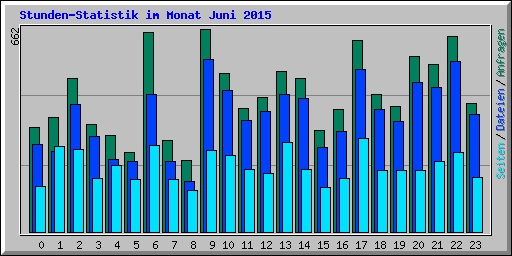 Stunden-Statistik im Monat Juni 2015
662
Seiten / Dateien / Anfragen
0 1 2 3 4 5 6 7 8 9 10 11 12 13 14 15 16 17 18 19 20 21 22 23